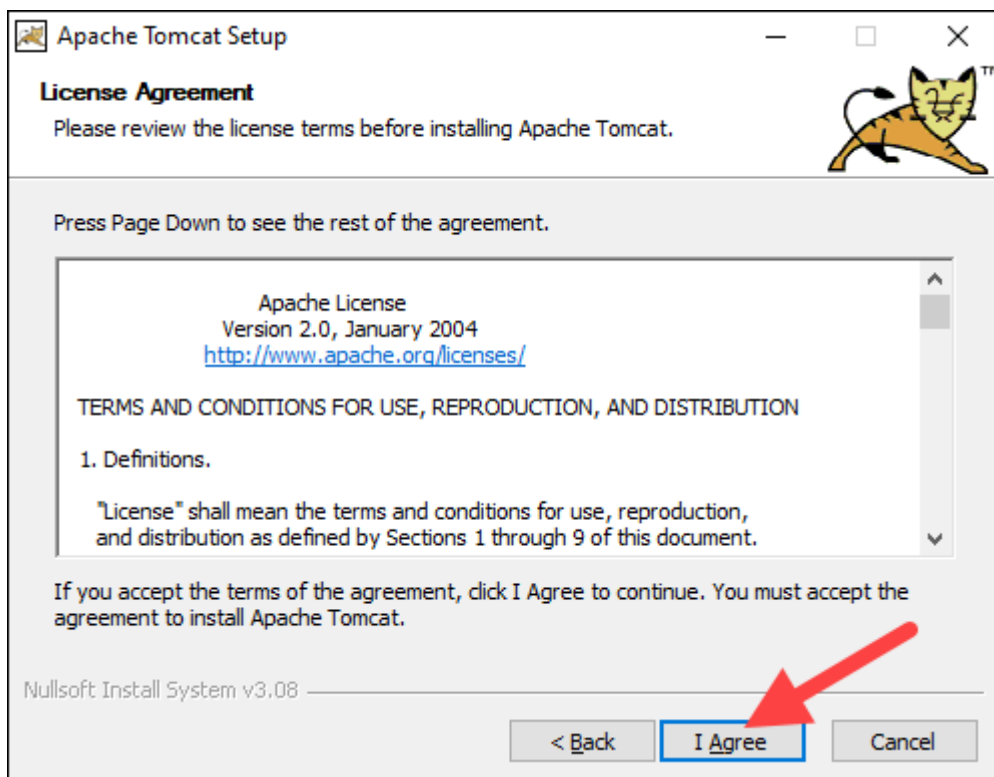 Apache Tomcat Setup
License Agreement
Please review the license terms before installing Apache Tomcat.
TM
Press Page Down to see the rest of the agreement.
Apache License
Version 2.0, January 2004
http://www.apache.org/licenses/
TERMS AND CONDITIONS FOR USE, REPRODUCTION, AND DISTRIBUTION
1. Definitions.
"License" shall mean the terms and conditions for use, reproduction,
and distribution as defined by Sections 1 through 9 of this document.
If you accept the terms of the agreement, click I Agree to continue. You must accept the
agreement to install Apache Tomcat.
Nullsoft Install System v3.08
< Back I Agree Cancel